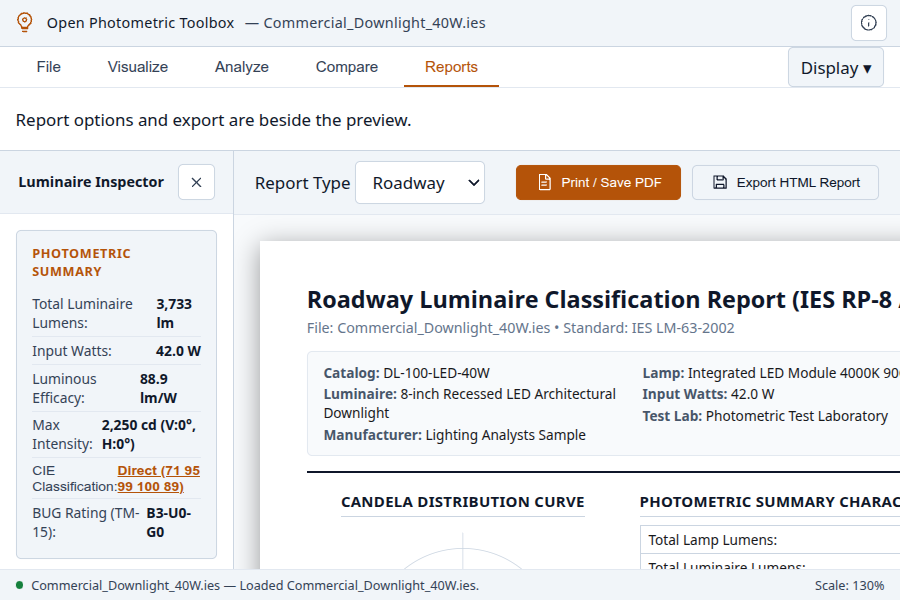 Open Photometric Toolbox — Commercial_Downlight_40W.ies
File Visualize Analyze Compare Reports Display ▾
Report options and export are beside the preview.
Luminaire Inspector
Report Type Roadway Print / Save PDF Export HTML Report
PHOTOMETRIC
SUMMARY
Total Luminaire
Lumens:
3,733
lm
Input Watts: 42.0 W
Luminous
Efficacy:
88.9
lm/W
Max
Intensity:
2,250 cd (V:0°,
H:0°)
CIE
Classification:
Direct (71 95
99 100 89)
BUG Rating (TM-
15):
B3-U0-
G0
Roadway Luminaire Classification Report (IES RP-8
File: Commercial_Downlight_40W.ies • Standard: IES LM-63-2002
Catalog: DL-100-LED-40W
Luminaire: 8-inch Recessed LED Architectural
Downlight
Manufacturer: Lighting Analysts Sample
Lamp: Integrated LED Module 4000K
Input Watts: 42.0 W
Test Lab: Photometric Test Laboratory
CANDELA DISTRIBUTION CURVE
PHOTOMETRIC SUMMARY
Total Lamp Lumens:
Total Luminaire Lumens:
Commercial_Downlight_40W.ies — Loaded Commercial_Downlight_40W.ies.
Scale: 130%